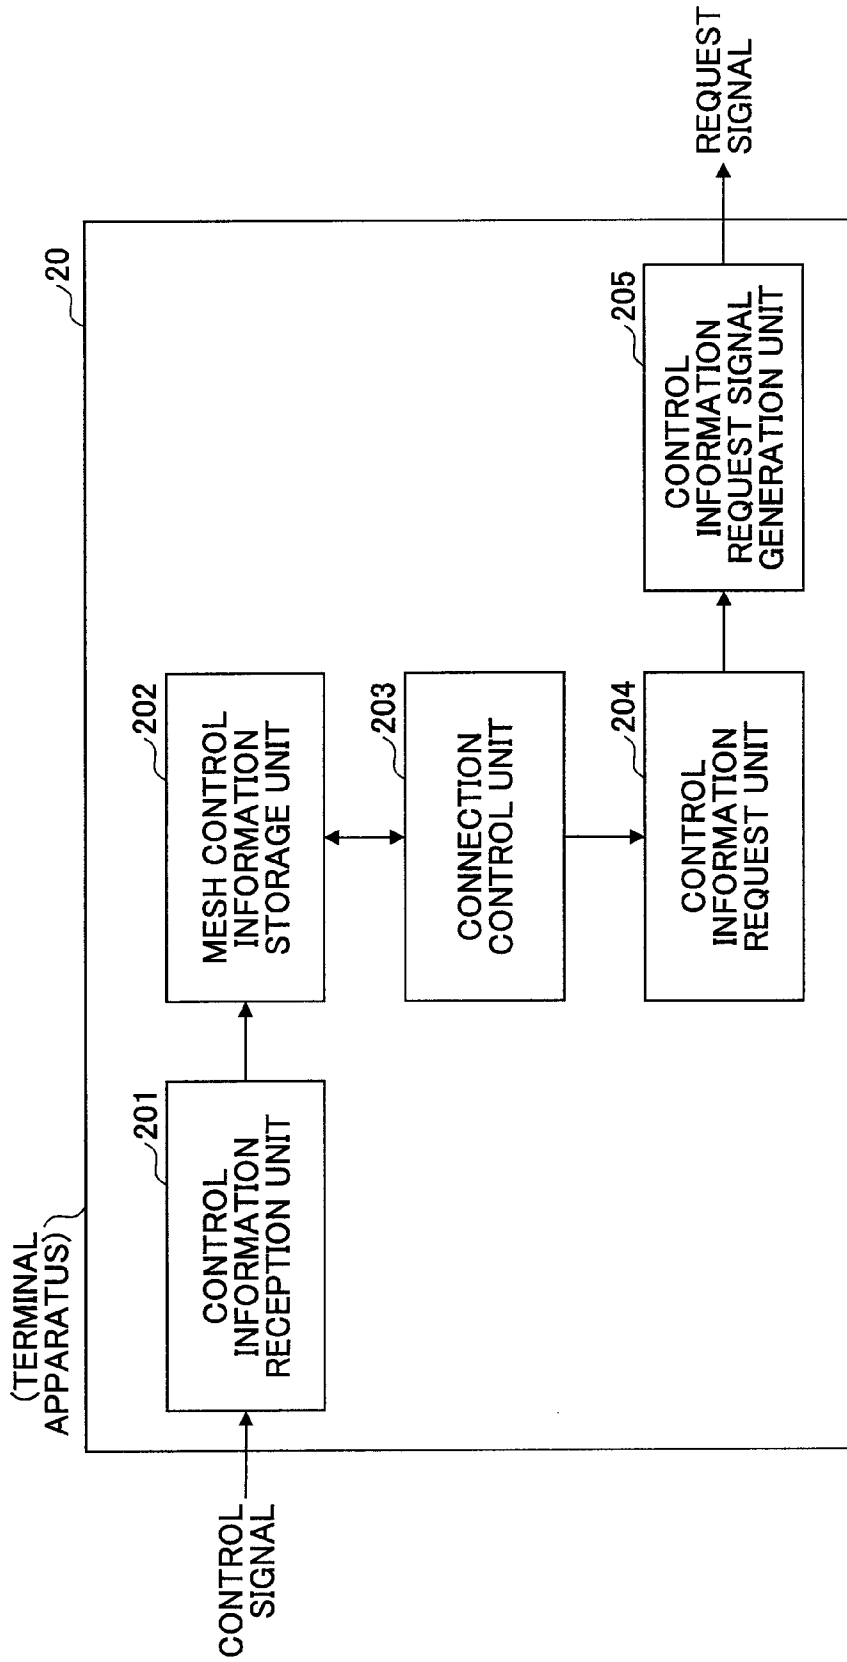 (TERMINAL
APPARATUS)
20
CONTROL
SIGNAL
201
CONTROL
INFORMATION
RECEPTION UNIT
202
MESH CONTROL
INFORMATION
STORAGE UNIT
203
CONNECTION
CONTROL UNIT
204
CONTROL
INFORMATION
REQUEST UNIT
205
CONTROL
INFORMATION
REQUEST SIGNAL
GENERATION UNIT
REQUEST
SIGNAL